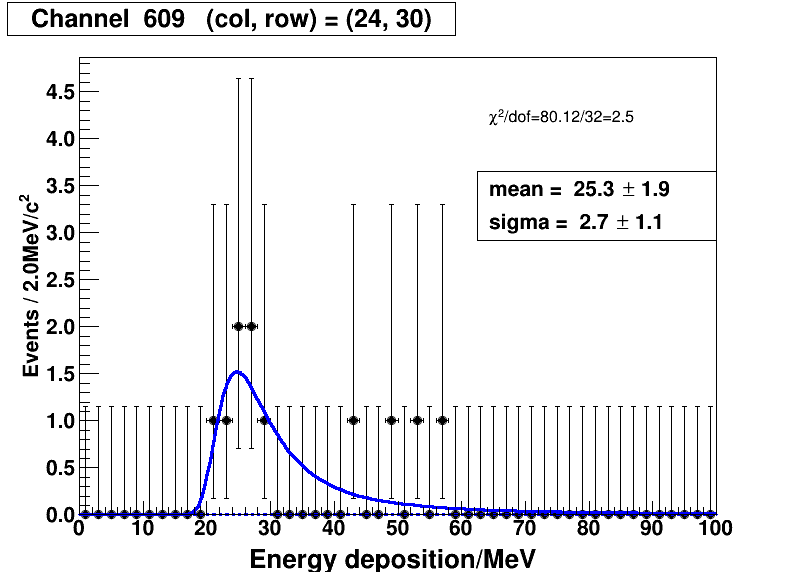 Channel  609   (col, row) = (24, 30)
χ²/dof=80.12/32=2.5
mean =  25.3 ± 1.9
sigma =  2.7 ± 1.1
Events / 2.0MeV/c²
4.5
4.0
3.5
3.0
2.5
2.0
1.5
1.0
0.5
0.0
0 10 20 30 40 50 60 70 80 90 100
Energy deposition/MeV